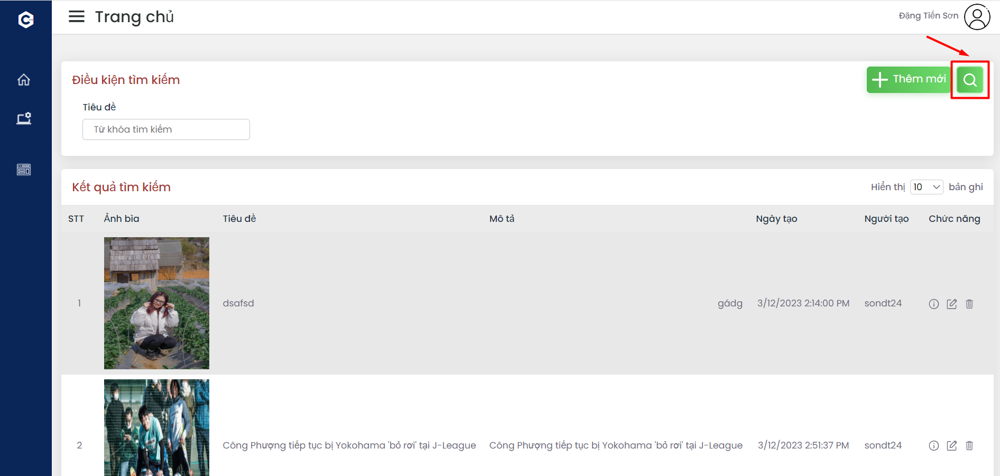 Trang chủ
Đặng Tiến Sơn
Điều kiện tìm kiếm
Thêm mới
Tiêu đề
Từ khóa tìm kiếm
Kết quả tìm kiếm
Hiển thị 10 bản ghi
STT Ảnh bìa Tiêu đề Mô tả Ngày tạo Người tạo Chức năng
1 dsafsd gádg 3/12/2023 2:14:00 PM sondt24
2 Công Phượng tiếp tục bị Yokohama 'bỏ rơi' tại J-League Công Phượng tiếp tục bị Yokohama 'bỏ rơi' tại J-League 3/12/2023 2:51:37 PM sondt24